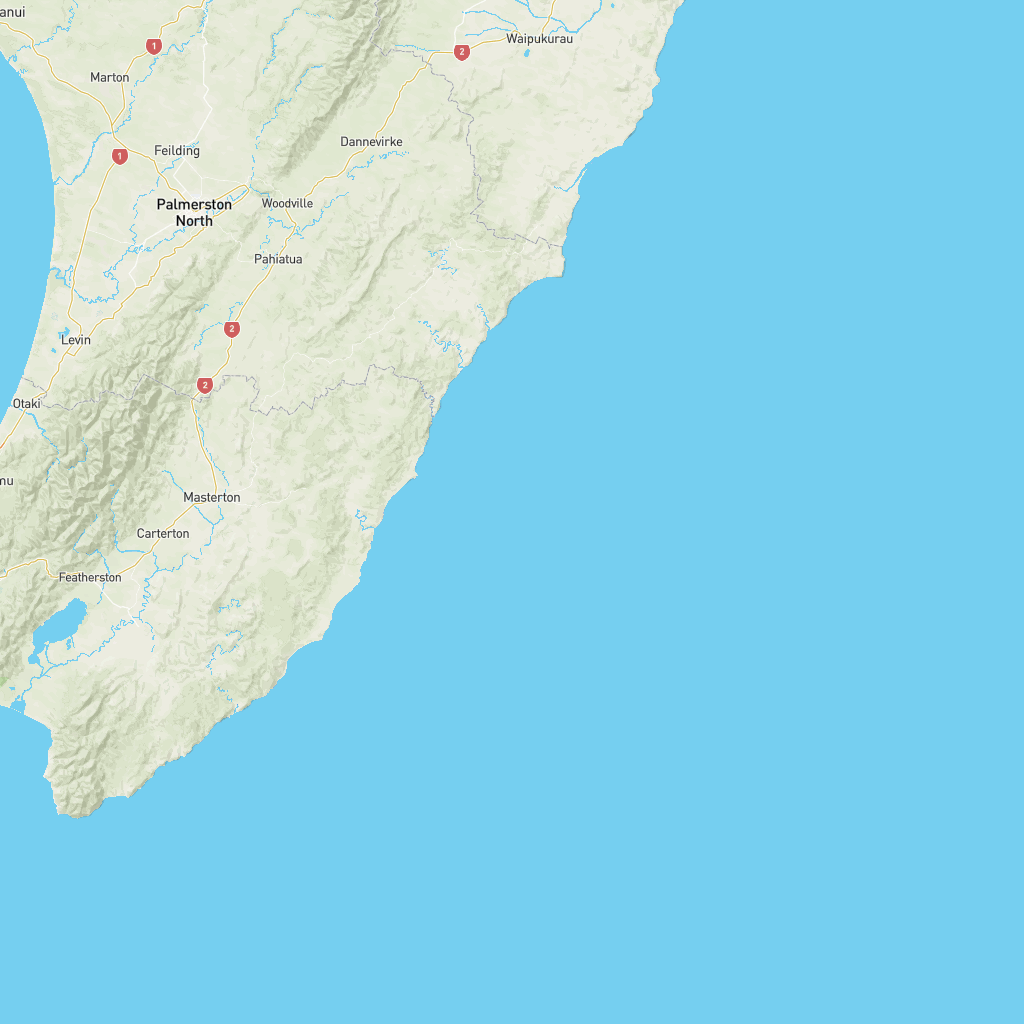 anui
Waipukurau
1
2
Marton
Dannevirke
Feilding
1
Palmerston
North
Woodville
Pahiatua
2
Levin
2
Otaki
mu
Masterton
Carterton
Featherston